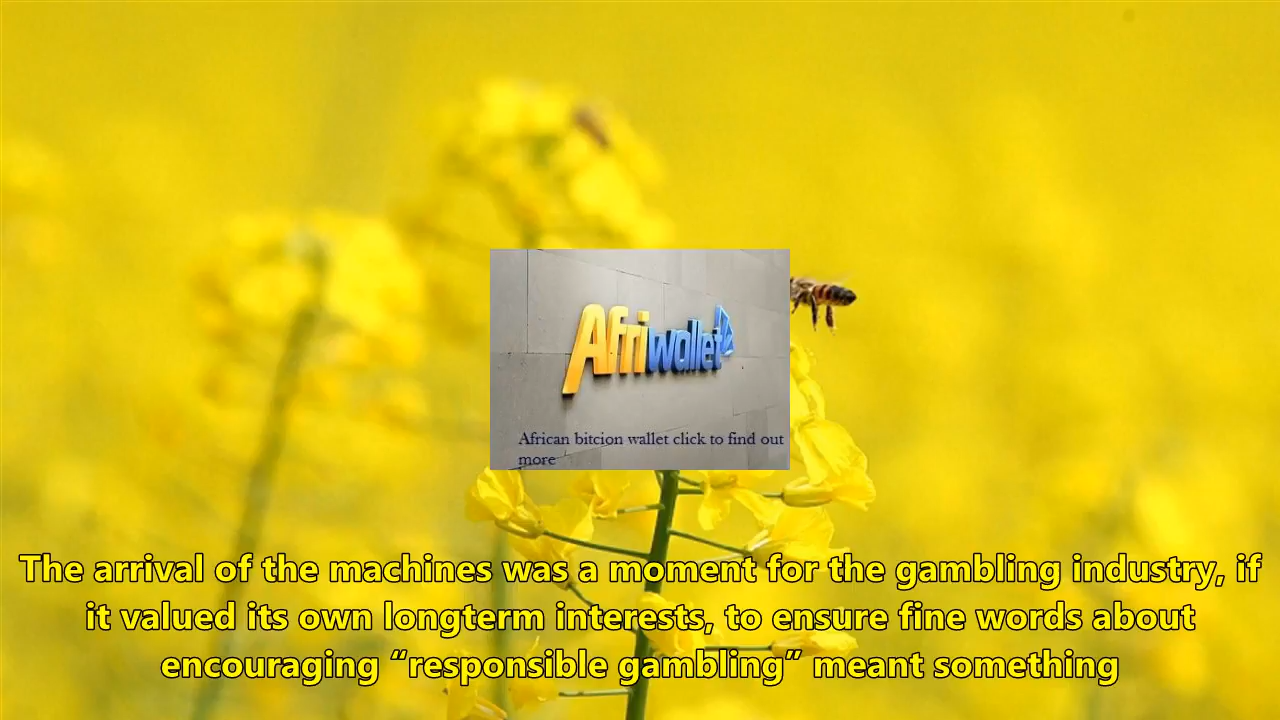 Afriwallet
African bitcion wallet click to find out
more
The arrival of the machines was a moment for the gambling industry, if
it valued its own longterm interests, to ensure fine words about
encouraging “responsible gambling” meant something